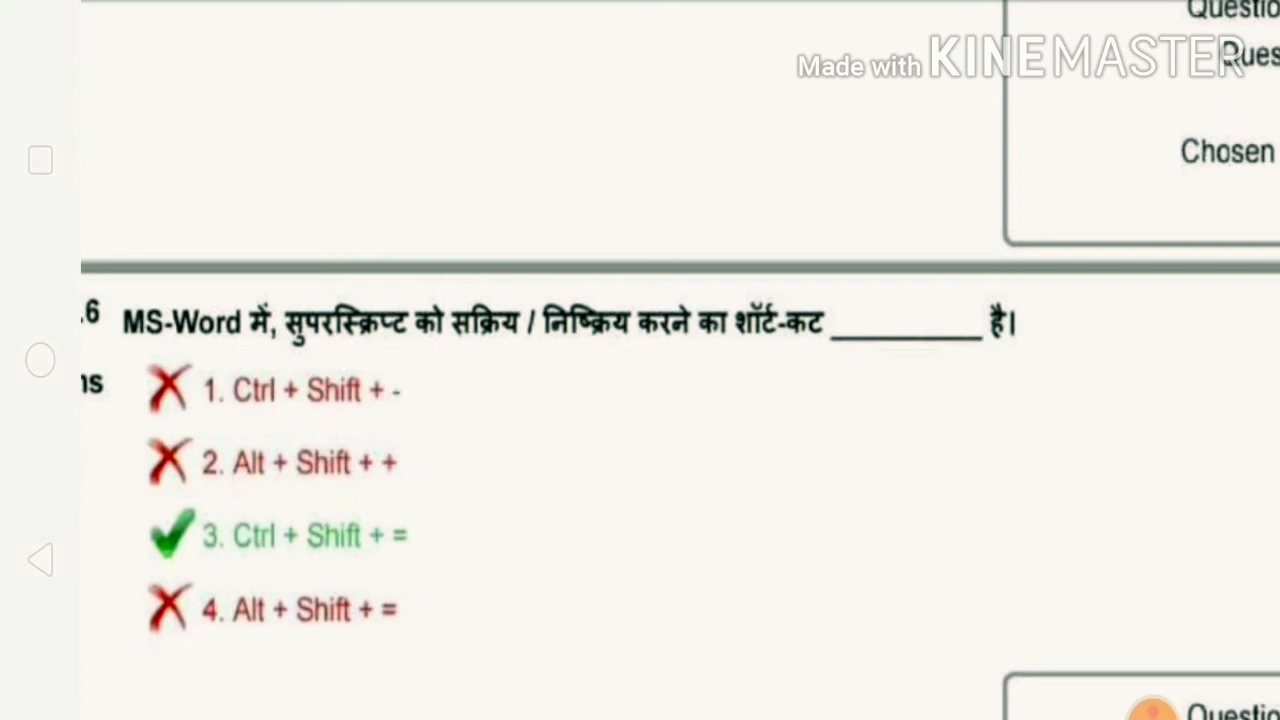 Questio
Ques
Made with KINEMASTER
Chosen
.6 MS-Word में, सुपरस्क्रिप्ट को सक्रिय / निष्क्रिय करने का शॉर्ट-कट __________ है।
ns
1. Ctrl + Shift + -
2. Alt + Shift + +
3. Ctrl + Shift + =
4. Alt + Shift + =
Questio